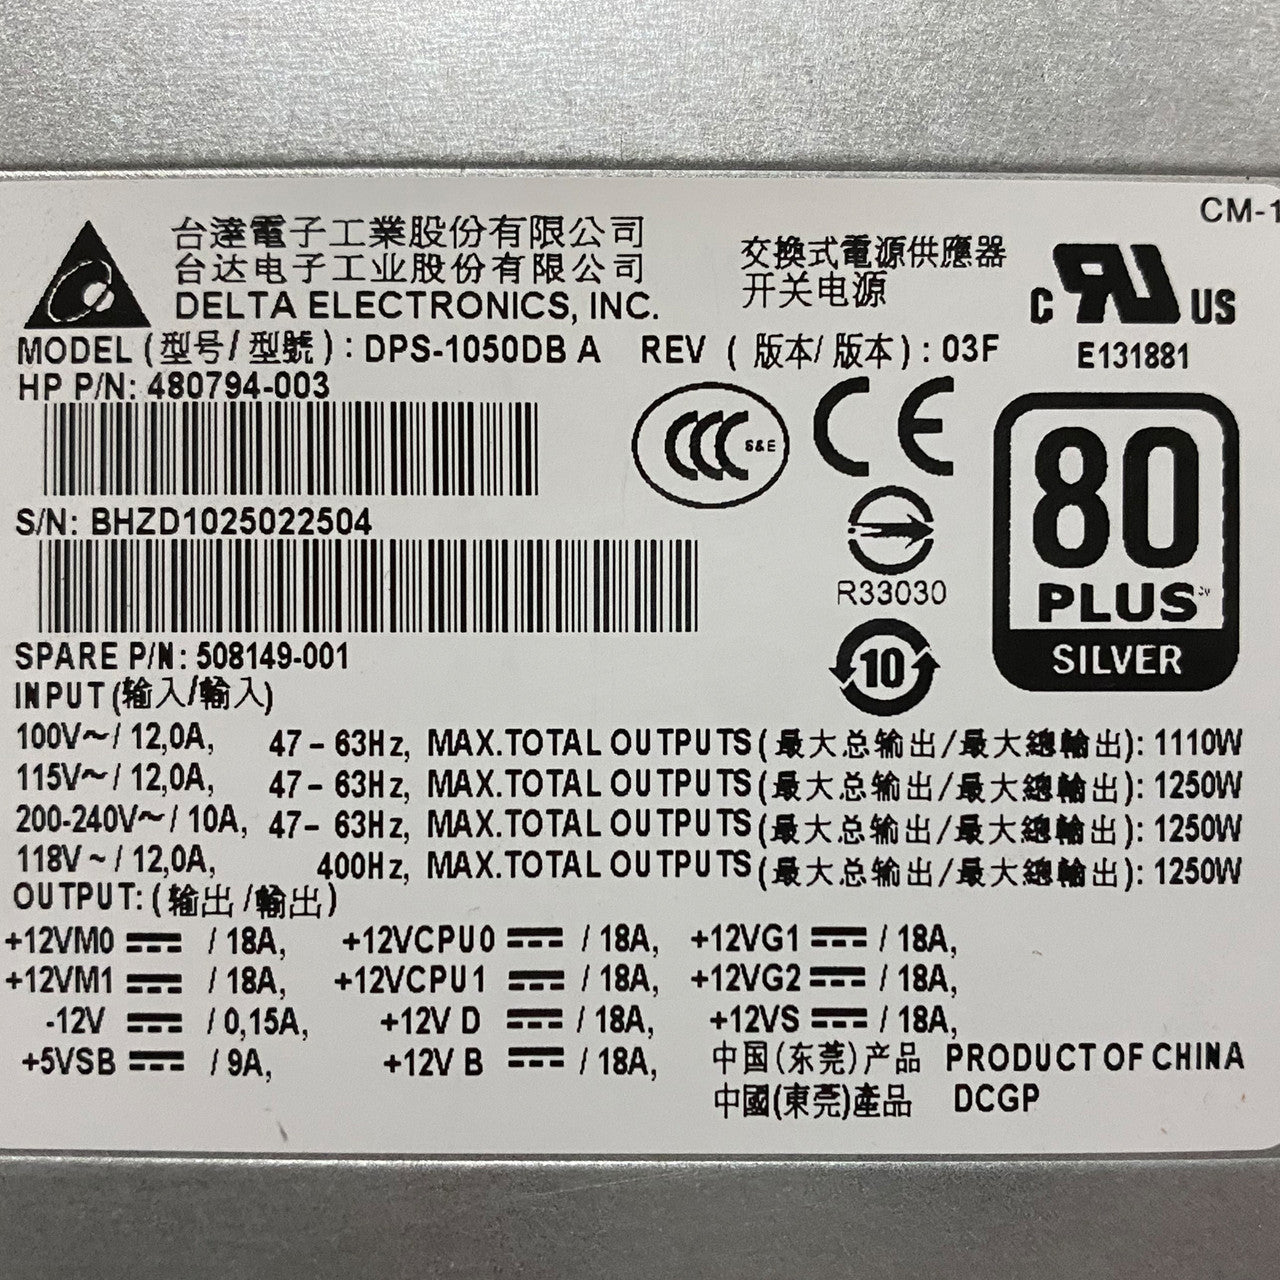 CM-1
台達電子工業股份有限公司
台达电子工业股份有限公司
DELTA ELECTRONICS, INC.
交換式電源供應器
开关电源
C UR US
E131881
MODEL (型号/ 型號) : DPS-1050DB A REV ( 版本/ 版本) : 03F
HP P/N: 480794-003
CCC S&E
CE
S/N: BHZD1025022504
R33030
10
80
PLUS
SILVER
SPARE P/N: 508149-001
INPUT (输入/輸入)
100V~/ 12,0A, 47 – 63Hz, MAX.TOTAL OUTPUTS (最大总输出/最大總輸出): 1110W
115V~/ 12,0A, 47 – 63Hz, MAX.TOTAL OUTPUTS (最大总输出/最大總輸出): 1250W
200-240V~/ 10A, 47– 63Hz, MAX.TOTAL OUTPUTS (最大总输出/最大總輸出): 1250W
118V ~ / 12,0A, 400Hz, MAX.TOTAL OUTPUTS (最大总输出/最大總輸出): 1250W
OUTPUT: (输出 /輸出)
+12VM0 ⎓ / 18A, +12VCPU0 ⎓ / 18A, +12VG1 ⎓ / 18A,
+12VM1 ⎓ / 18A, +12VCPU1 ⎓ / 18A, +12VG2 ⎓ / 18A,
-12V ⎓ / 0,15A, +12V D ⎓ / 18A, +12VS ⎓ / 18A,
+5VSB ⎓ / 9A, +12V B ⎓ / 18A, 中国(东莞)产品 PRODUCT OF CHINA
中國(東莞)產品 DCGP